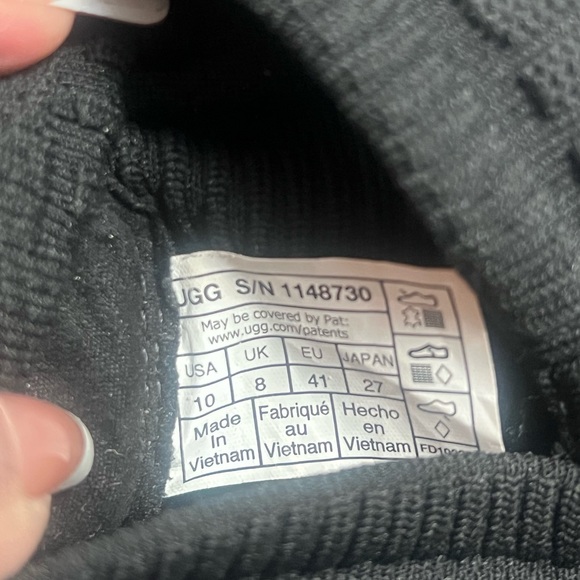 UGG S/N 1148730
May be covered by Pat:
www.ugg.com/patents
USA UK EU JAPAN
10 8 41 27
Made in Vietnam
Fabriqué au Vietnam
Hecho en Vietnam